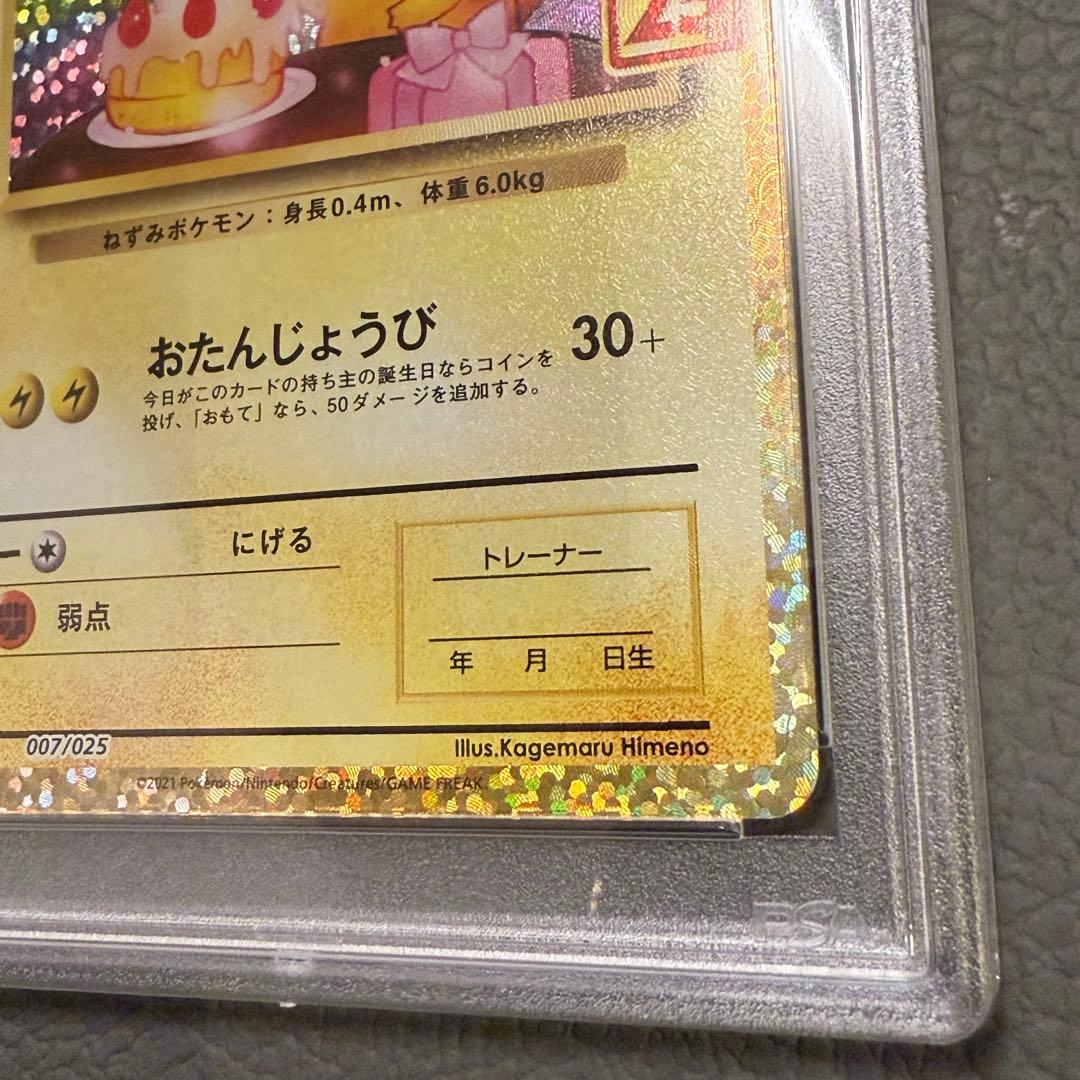 ねずみポケモン：身長0.4m、体重6.0kg
おたんじょうび 30+
今日がこのカードの持ち主の誕生日ならコインを
投げ、「おもて」なら、50ダメージを追加する。
ー にげる
弱点
トレーナー
年 月 日生
007/025 Illus.Kagemaru Himeno
©2021 Pokémon/Nintendo/Creatures/GAME FREAK
PSA